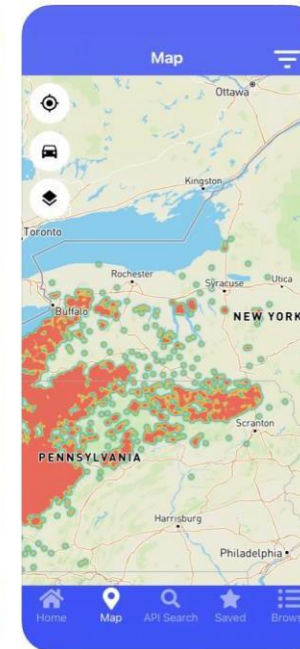 Map
Ottawa
Kingston
Toronto
Rochester
Syracuse
Utica
Buffalo
NEW YORK
Scranton
PENNSYLVANIA
Harrisburg
Philadelphia
Home
Map
API Search
Saved
Brows